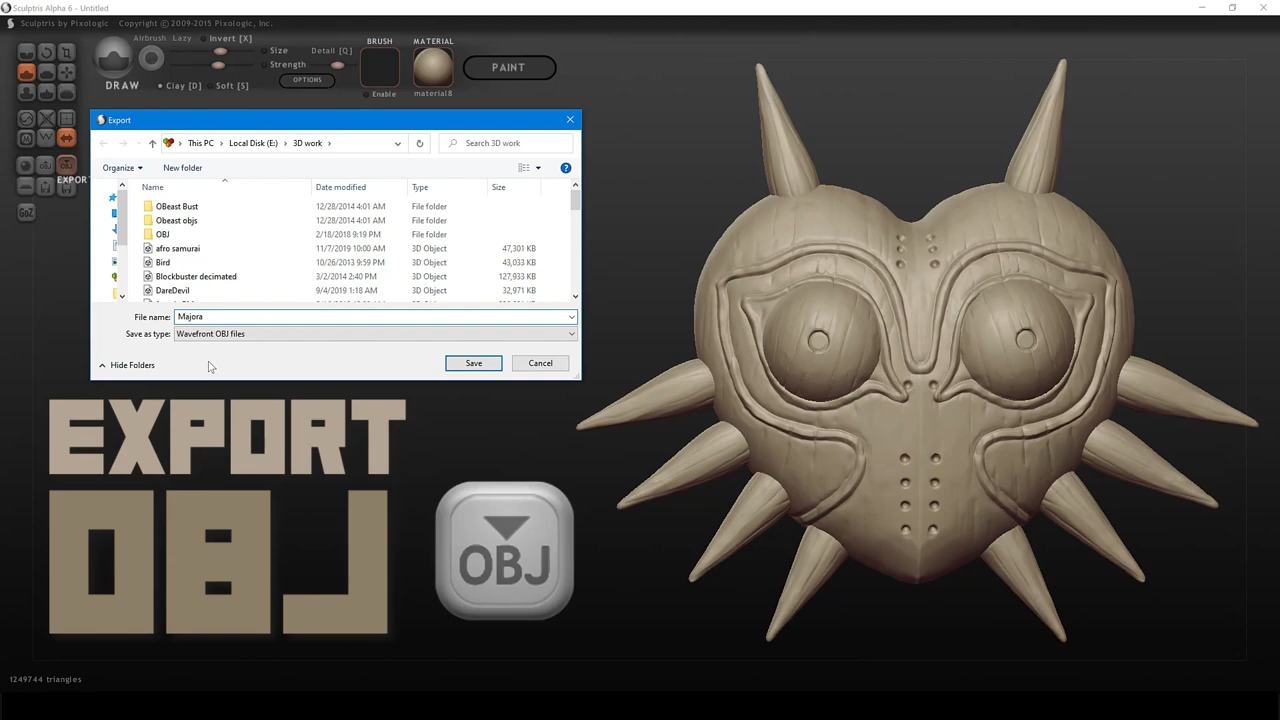 Sculptris Alpha 6 - Untitled
Sculptris by Pixologic Copyright © 2009-2015 Pixologic, Inc.
Airbrush Lazy Invert [X]
Size Detail [Q]
Strength
OPTIONS
DRAW Clay [D] Soft [S]
BRUSH
Enable
MATERIAL
material8
PAINT
EXPORT
GoZ
Export
This PC > Local Disk (E:) > 3D work >
Search 3D work
Organize New folder
Name Date modified Type Size
OBeast Bust 12/28/2014 4:01 AM File folder
Obeast objs 12/28/2014 4:01 AM File folder
OBJ 2/18/2018 9:19 PM File folder
afro samurai 11/7/2019 10:00 AM 3D Object 47,301 KB
Bird 10/26/2013 9:59 PM 3D Object 43,033 KB
Blockbuster decimated 3/2/2014 2:40 PM 3D Object 127,933 KB
DareDevil 9/4/2019 1:18 AM 3D Object 32,971 KB
File name: Majora
Save as type: Wavefront OBJ files
Hide Folders Save Cancel
EXPORT
OBJ
OBJ
1249744 triangles